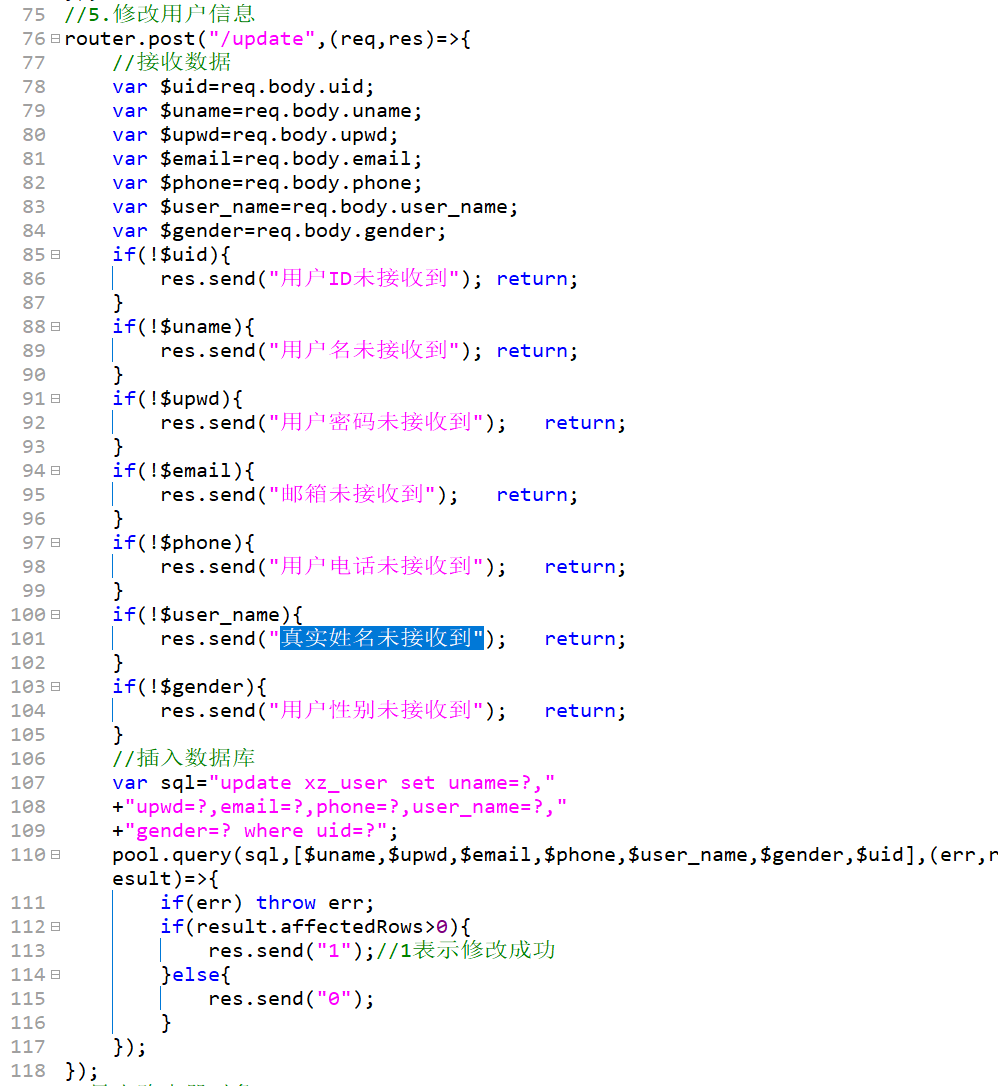 75 //5.修改用户信息
76 router.post("/update",(req,res)=>{
77 //接收数据
78 var $uid=req.body.uid;
79 var $uname=req.body.uname;
80 var $upwd=req.body.upwd;
81 var $email=req.body.email;
82 var $phone=req.body.phone;
83 var $user_name=req.body.user_name;
84 var $gender=req.body.gender;
85 if(!$uid){
86 res.send("用户ID未接收到"); return;
87 }
88 if(!$uname){
89 res.send("用户名未接收到"); return;
90 }
91 if(!$upwd){
92 res.send("用户密码未接收到"); return;
93 }
94 if(!$email){
95 res.send("邮箱未接收到"); return;
96 }
97 if(!$phone){
98 res.send("用户电话未接收到"); return;
99 }
100 if(!$user_name){
101 res.send("真实姓名未接收到"); return;
102 }
103 if(!$gender){
104 res.send("用户性别未接收到"); return;
105 }
106 //插入数据库
107 var sql="update xz_user set uname=?,"
108 +"upwd=?,email=?,phone=?,user_name=?,"
109 +"gender=? where uid=?";
110 pool.query(sql,[$uname,$upwd,$email,$phone,$user_name,$gender,$uid],(err,r
esult)=>{
111 if(err) throw err;
112 if(result.affectedRows>0){
113 res.send("1");//1表示修改成功
114 }else{
115 res.send("0");
116 }
117 });
118 });